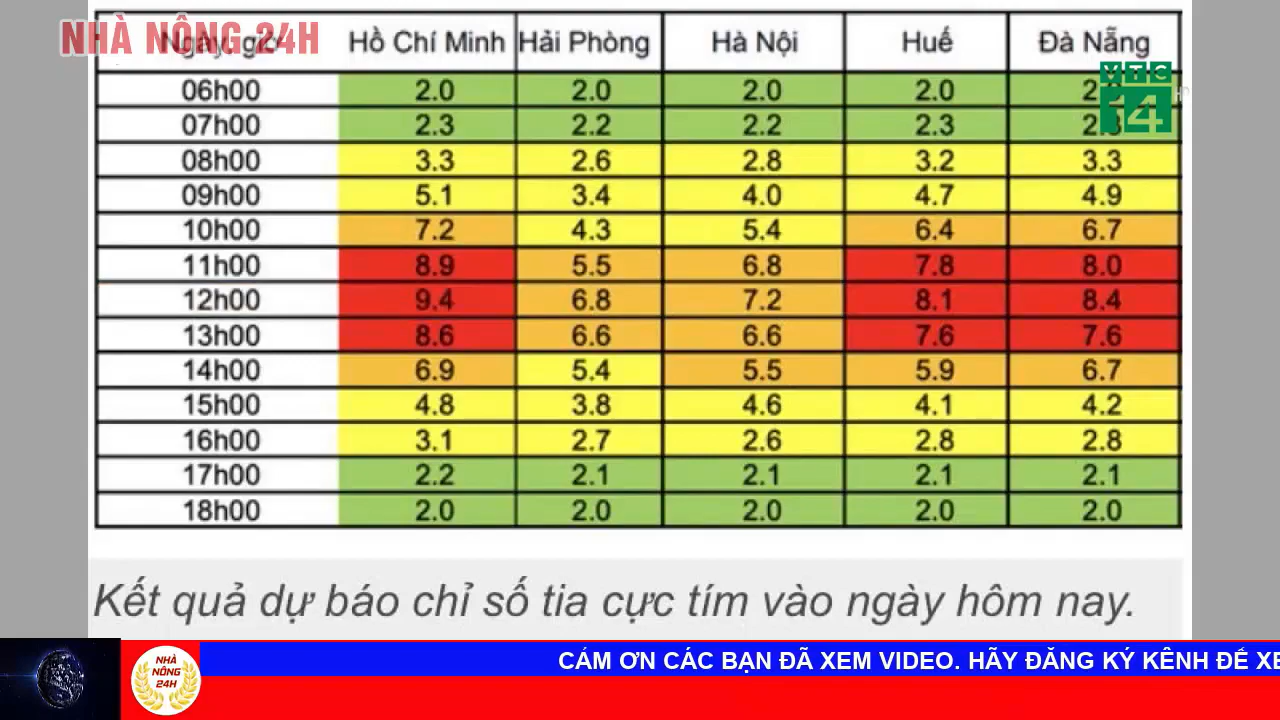 NHÀ NÔNG 24H
Ngày, giờ Hồ Chí Minh Hải Phòng Hà Nội Huế Đà Nẵng
VTC
14
06h00 2.0 2.0 2.0 2.0
07h00 2.3 2.2 2.2 2.3
08h00 3.3 2.6 2.8 3.2 3.3
09h00 5.1 3.4 4.0 4.7 4.9
10h00 7.2 4.3 5.4 6.4 6.7
11h00 8.9 5.5 6.8 7.8 8.0
12h00 9.4 6.8 7.2 8.1 8.4
13h00 8.6 6.6 6.6 7.6 7.6
14h00 6.9 5.4 5.5 5.9 6.7
15h00 4.8 3.8 4.6 4.1 4.2
16h00 3.1 2.7 2.6 2.8 2.8
17h00 2.2 2.1 2.1 2.1 2.1
18h00 2.0 2.0 2.0 2.0 2.0
Kết quả dự báo chỉ số tia cực tím vào ngày hôm nay.
NHÀ
NÔNG
24H
CÁM ƠN CÁC BẠN ĐÃ XEM VIDEO. HÃY ĐĂNG KÝ KÊNH ĐỂ XE